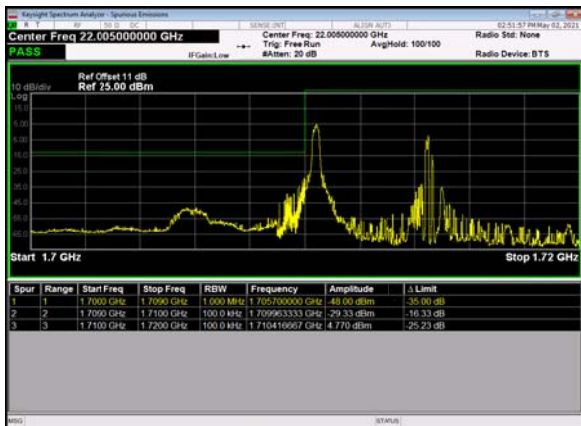 Keysight Spectrum Analyzer - Spurious Emissions
R T RF 50 Ω DC SENSE:INT ALIGN AUTO 02:51:57 PM May 02, 2021
Center Freq 22.005000000 GHz Center Freq: 22.005000000 GHz Radio Std: None
Trig: Free Run AvgHold: 100/100
PASS IFGain:Low #Atten: 20 dB Radio Device: BTS
Ref Offset 11 dB
10 dB/div Ref 25.00 dBm
Log
15.0
5.00
-5.00
-15.0
-25.0
-35.0
-45.0
-55.0
-65.0
Start 1.7 GHz Stop 1.72 GHz
Spur Range Start Freq Stop Freq RBW Frequency Amplitude Δ Limit
1 1 1.7000 GHz 1.7090 GHz 1.000 MHz 1.705700000 GHz -48.00 dBm -35.00 dB
2 2 1.7090 GHz 1.7100 GHz 100.0 kHz 1.709963333 GHz -29.33 dBm -16.33 dB
3 3 1.7100 GHz 1.7200 GHz 100.0 kHz 1.710416667 GHz 4.770 dBm -25.23 dB
MSG STATUS